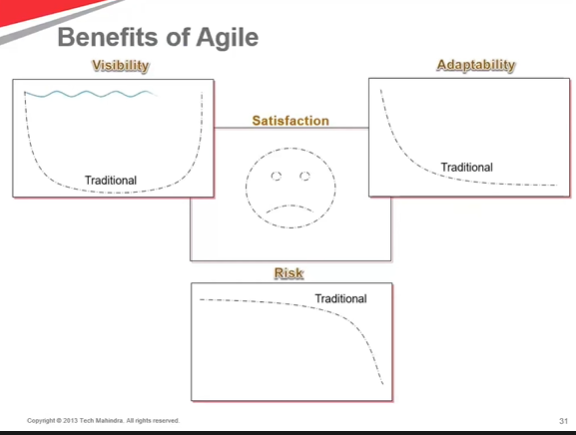 Benefits of Agile
Visibility
Adaptability
Satisfaction
Traditional
Traditional
Risk
Traditional
Copyright © 2013 Tech Mahindra. All rights reserved.
31